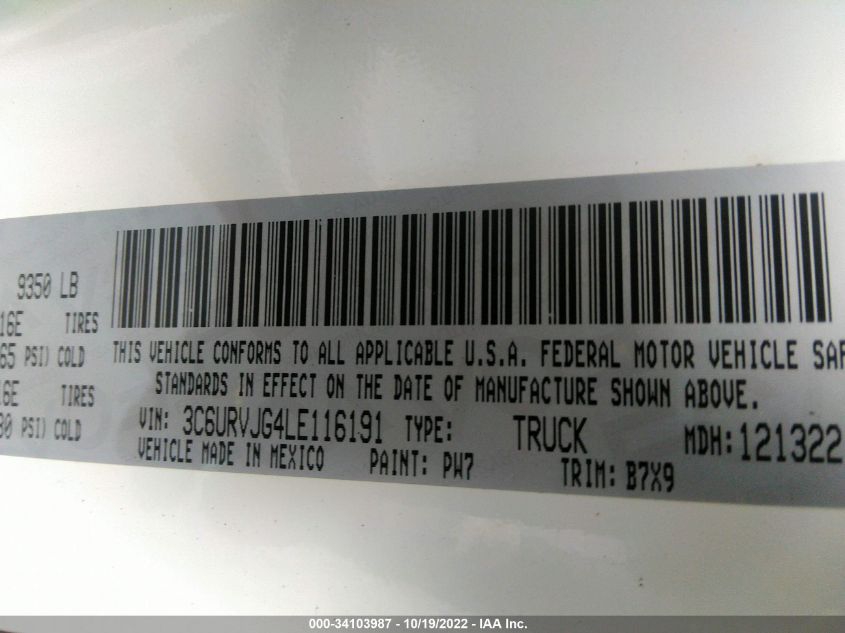 9350 LB
16E TIRES
65 PSI) COLD
16E TIRES
80 PSI) COLD
THIS VEHICLE CONFORMS TO ALL APPLICABLE U.S.A. FEDERAL MOTOR VEHICLE SAF
STANDARDS IN EFFECT ON THE DATE OF MANUFACTURE SHOWN ABOVE.
VIN: 3C6URVJG4LE116191 TYPE: TRUCK MDH: 121322
VEHICLE MADE IN MEXICO PAINT: PW7 TRIM: B7X9
000-34103987 - 10/19/2022 - IAA Inc.